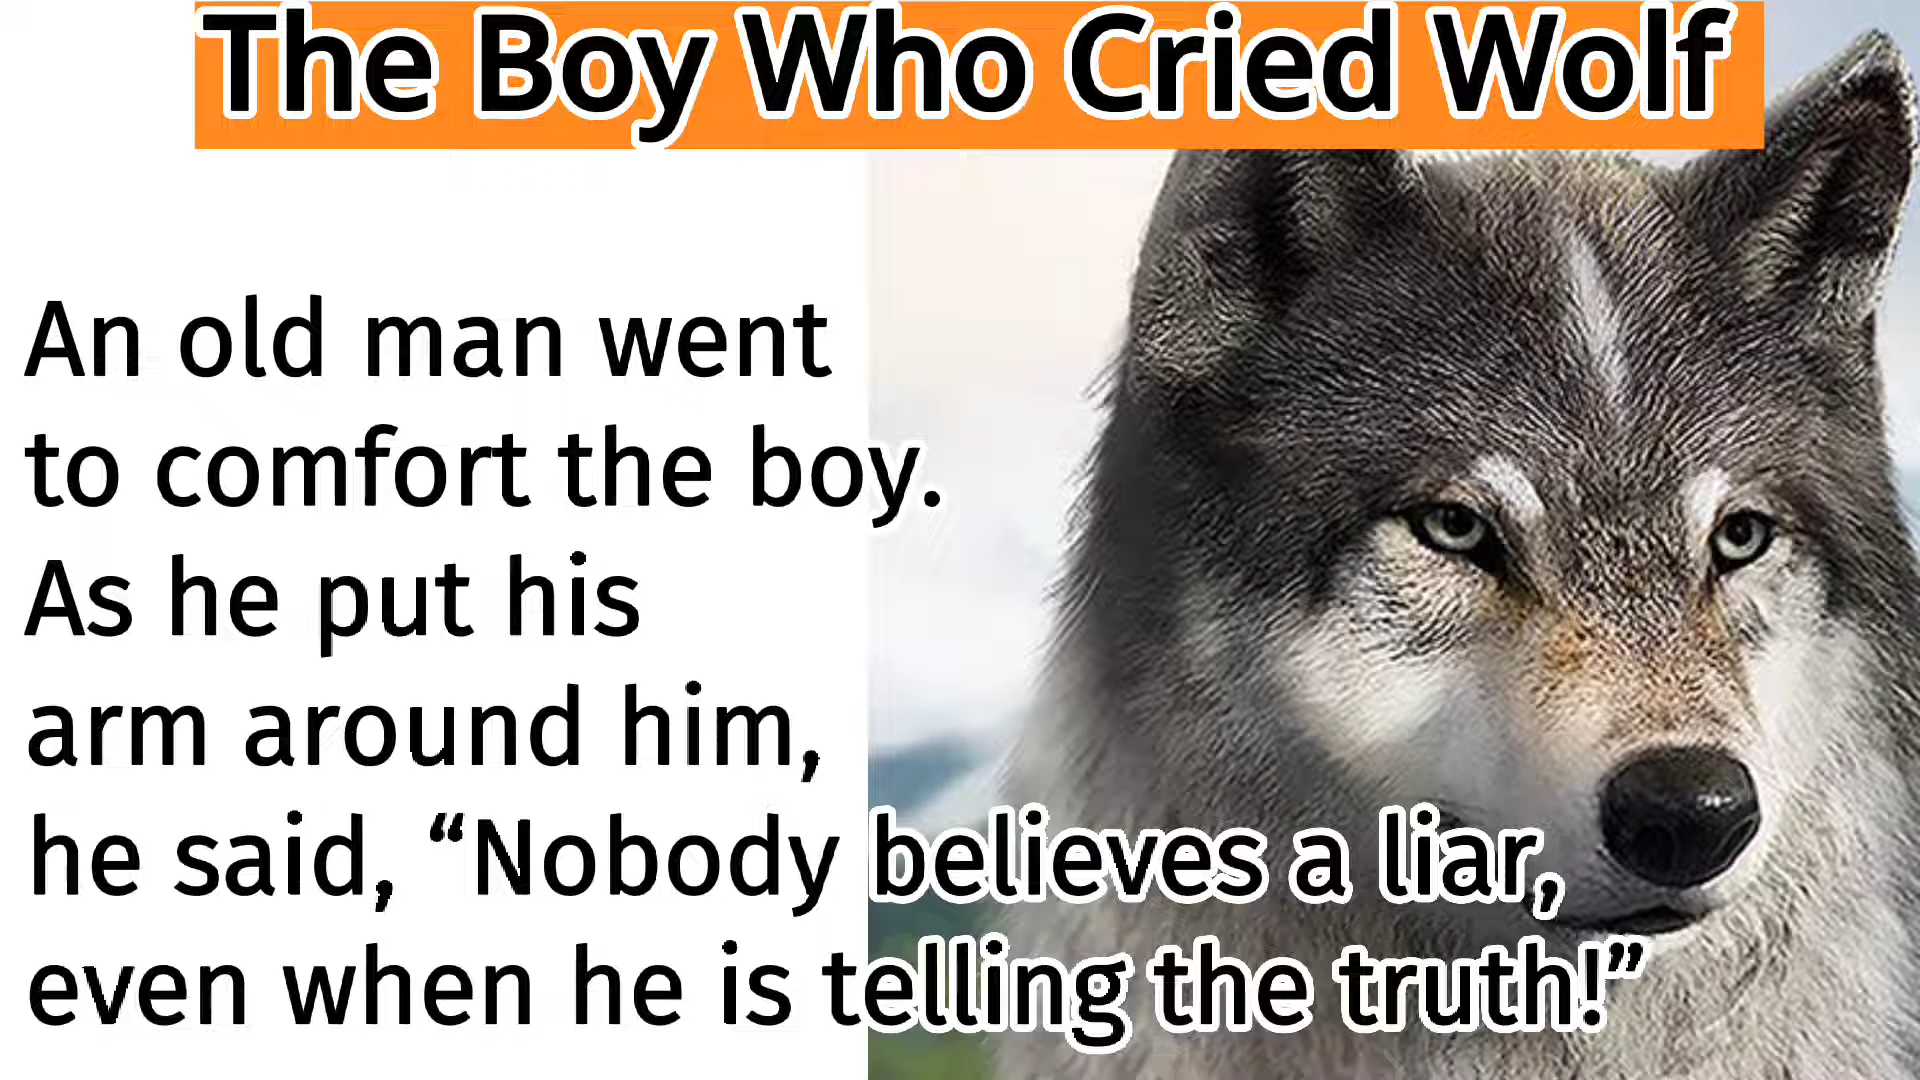 The Boy Who Cried Wolf
An old man went
to comfort the boy.
As he put his
arm around him,
he said, “Nobody believes a liar,
even when he is telling the truth!”